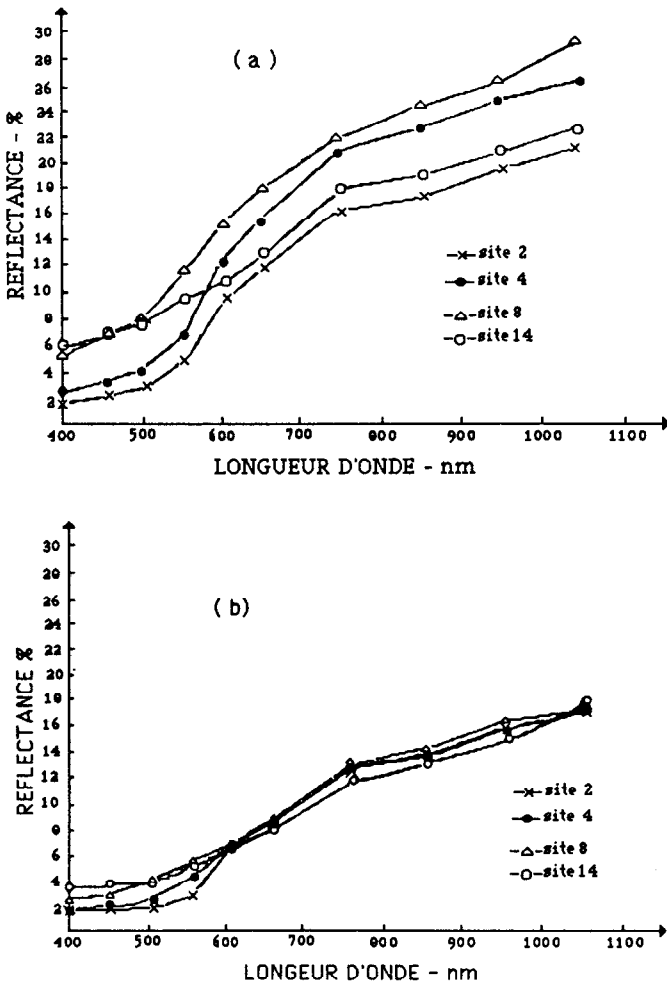 30
(a)
28
26
24
22
20
18
16
14
12
10
8
6
4
2
REFLECTANCE - %
site 2
site 4
site 8
site 14
400 500 600 700 800 900 1000 1100
LONGUEUR D'ONDE - nm
30
28
(b)
26
24
22
20
18
16
14
12
10
8
6
4
2
REFLECTANCE %
site 2
site 4
site 8
site 14
400 500 600 700 800 900 1000 1100
LONGEUR D'ONDE - nm